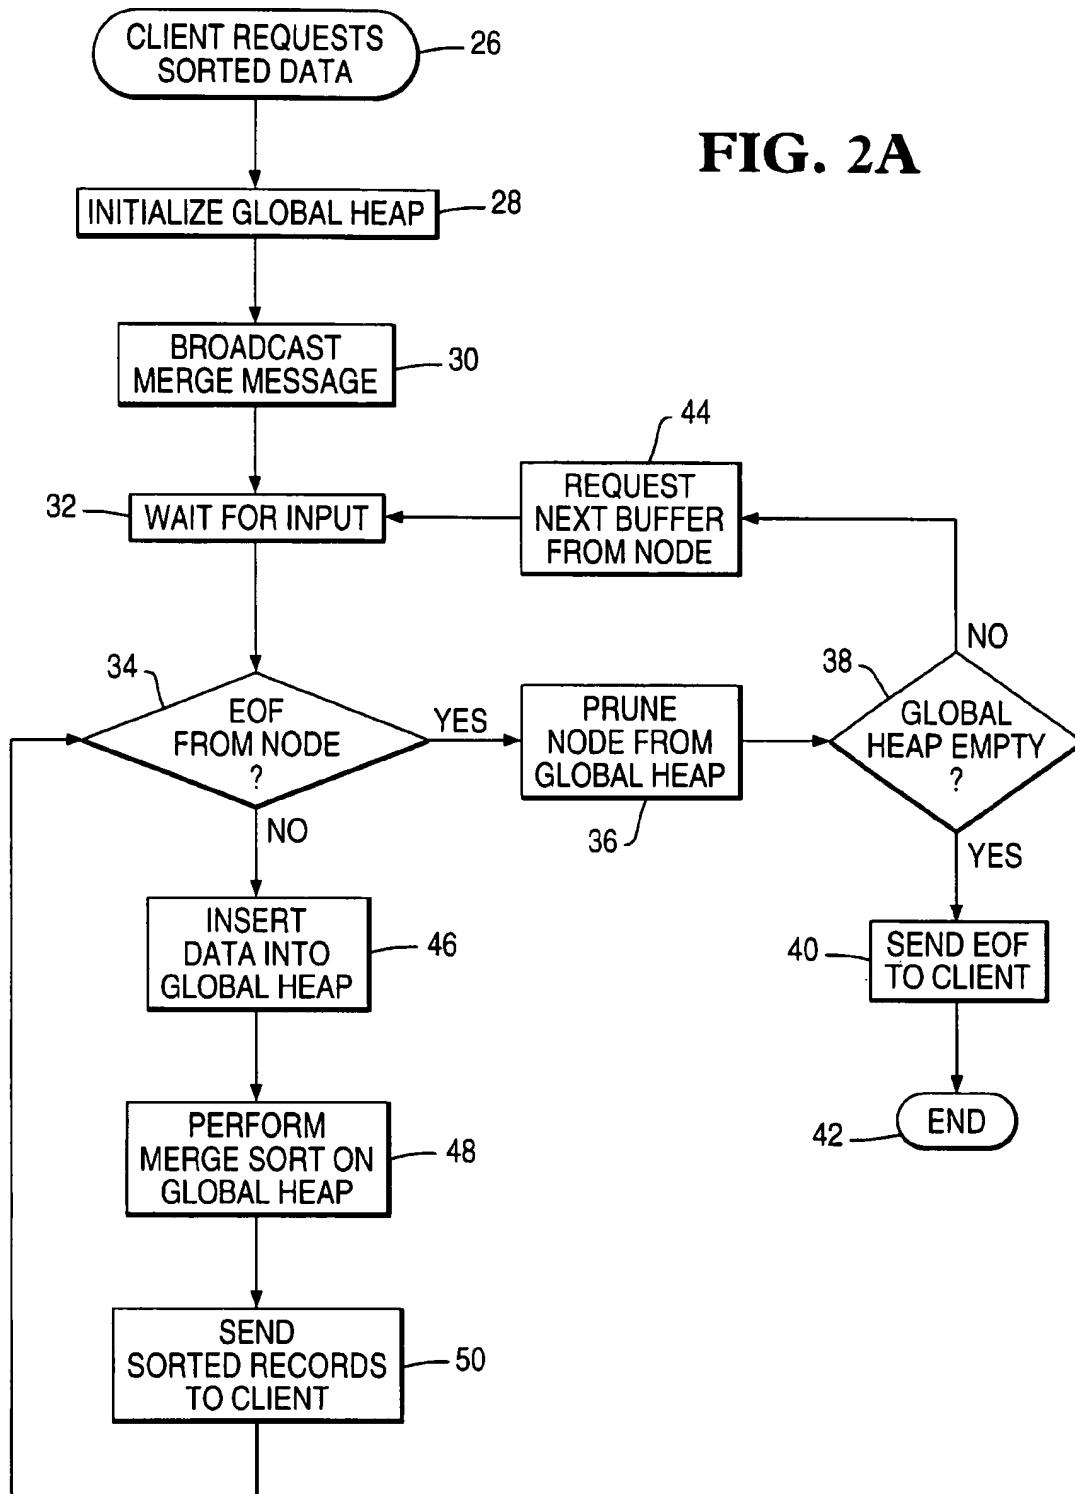 CLIENT REQUESTS
SORTED DATA
26
FIG. 2A
INITIALIZE GLOBAL HEAP
28
BROADCAST
MERGE MESSAGE
30
44
REQUEST
NEXT BUFFER
FROM NODE
32
WAIT FOR INPUT
NO
34
EOF
FROM NODE
?
YES
PRUNE
NODE FROM
GLOBAL HEAP
36
38
GLOBAL
HEAP EMPTY
?
NO
YES
INSERT
DATA INTO
GLOBAL HEAP
46
40
SEND EOF
TO CLIENT
PERFORM
MERGE SORT ON
GLOBAL HEAP
48
42
END
SEND
SORTED RECORDS
TO CLIENT
50